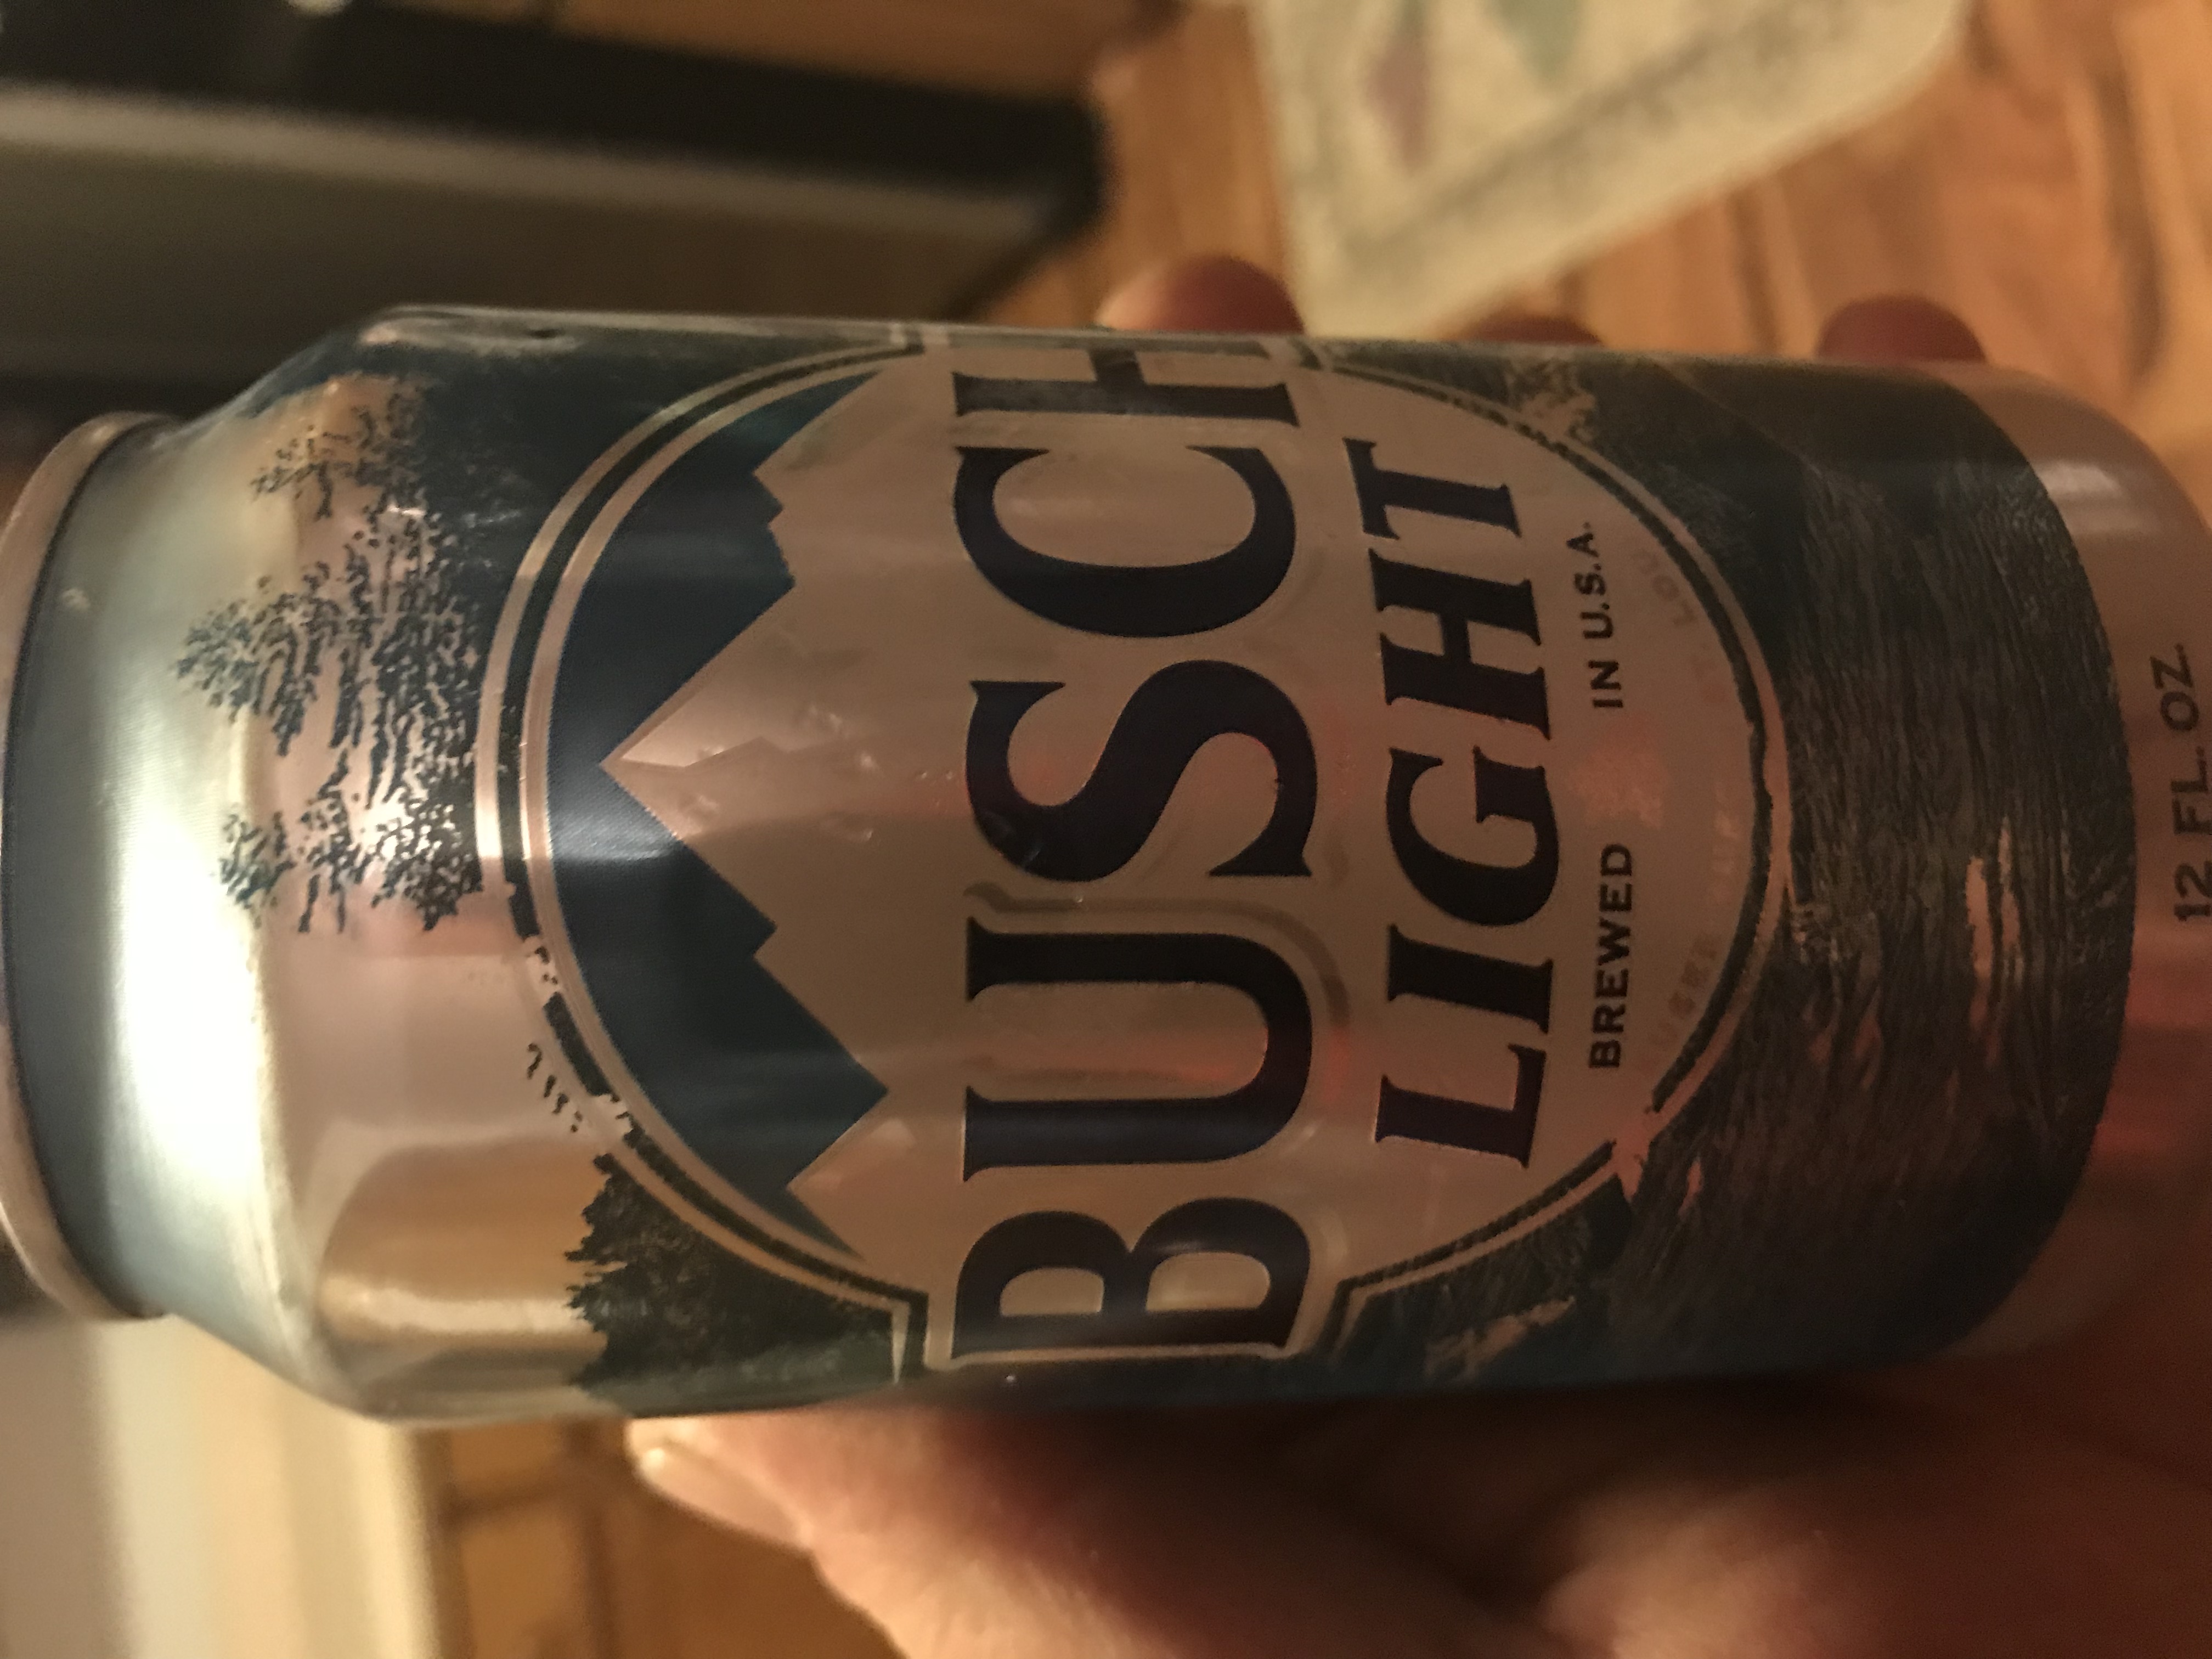 BUSCH
LIGHT
BREWED IN U.S.A.
12 FL. OZ.